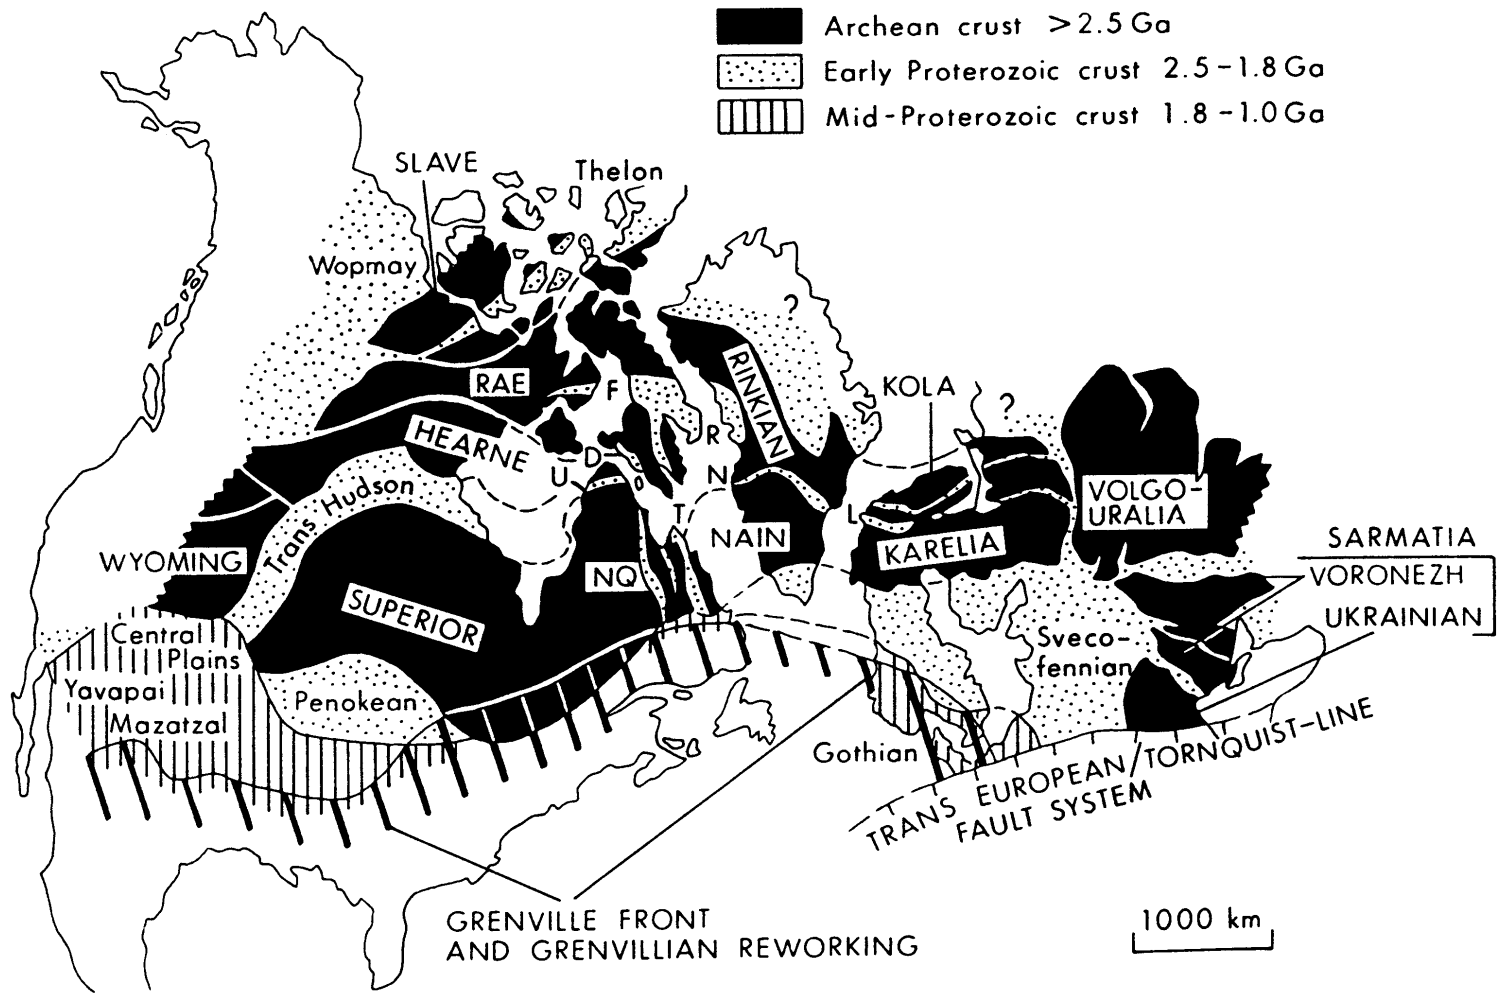 Archean crust >2.5 Ga
Early Proterozoic crust 2.5-1.8 Ga
Mid-Proterozoic crust 1.8-1.0 Ga
SLAVE
Thelon
Wopmay
?
RINKIAN
RAE
F
KOLA
?
HEARNE
R
D
U
N
Trans Hudson
VOLGO-
URALIA
T
L
NAIN
KARELIA
SARMATIA
WYOMING
NQ
VORONEZH
SUPERIOR
UKRAINIAN
Central
Plains
Sveco-
fennian
Yavapai
Penokean
Mazatzal
Gothian
TRANS EUROPEAN/TORNQUIST-LINE
FAULT SYSTEM
GRENVILLE FRONT
AND GRENVILLIAN REWORKING
1000 km